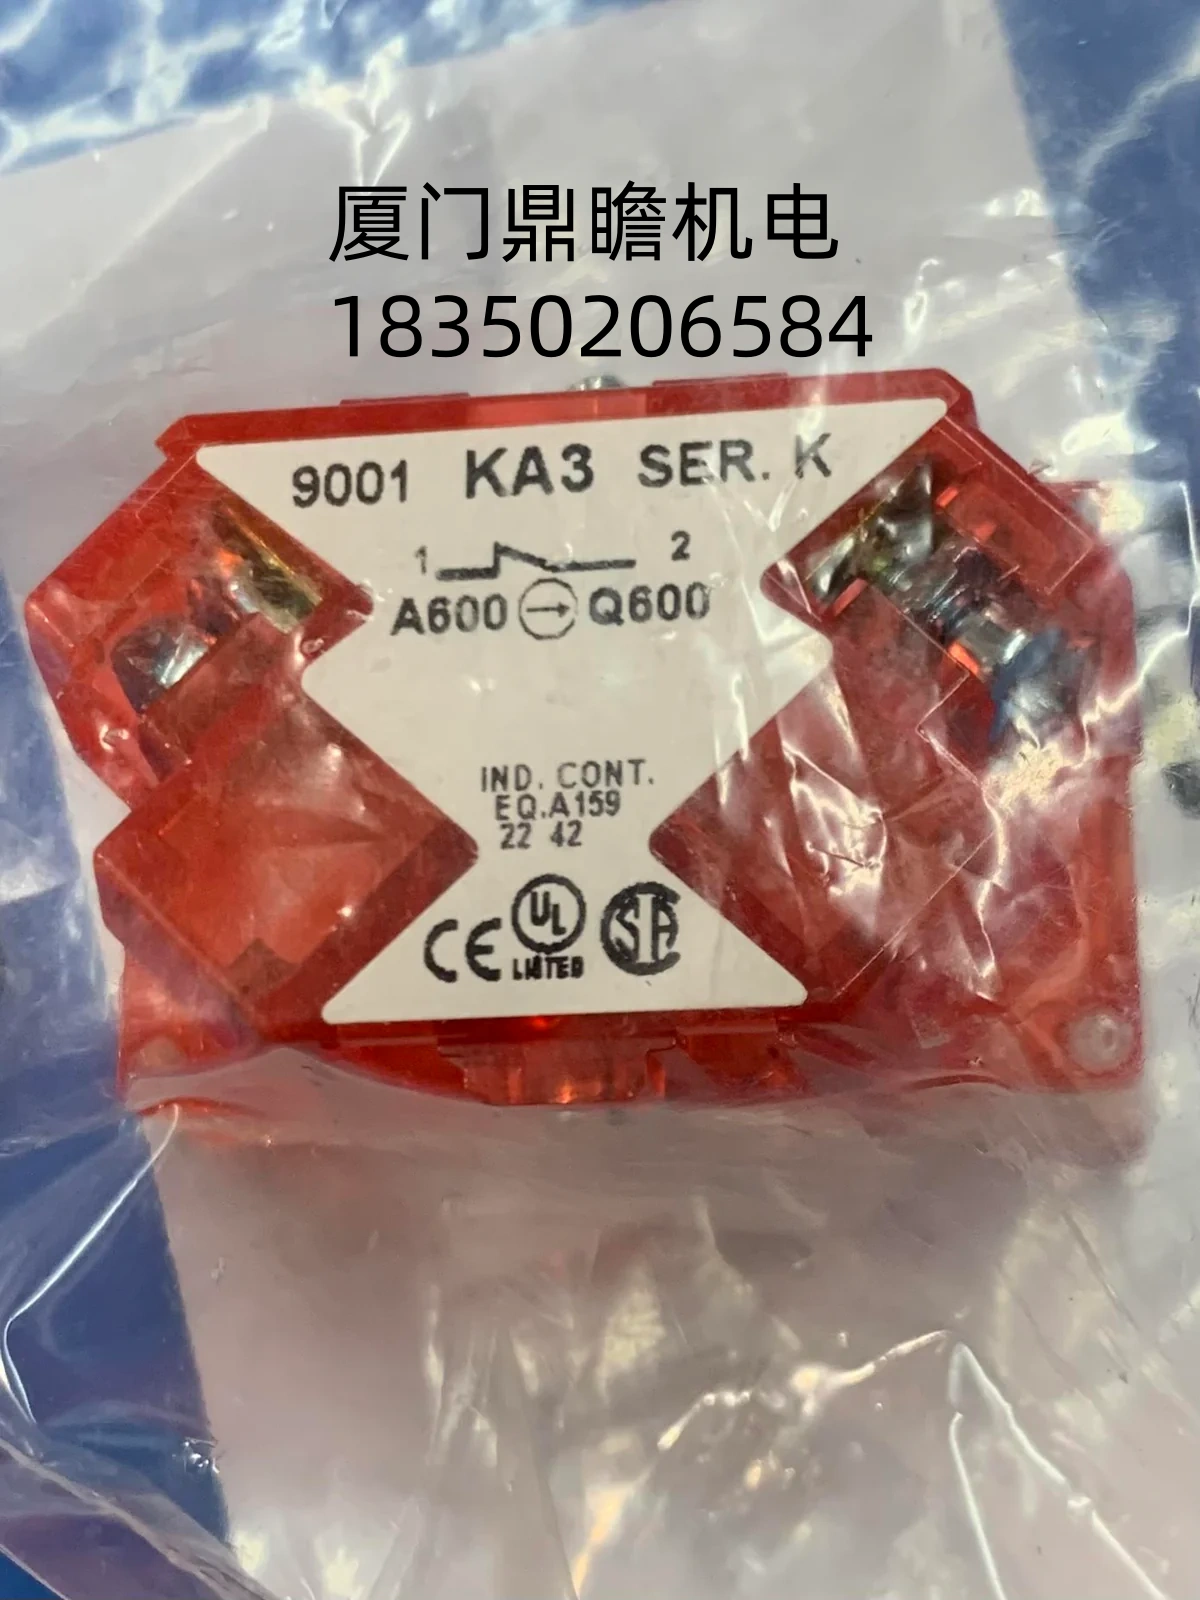 厦门鼎瞻机电
18350206584
9001 KA3 SER. K
1 2
A600 Q600
IND. CONT.
EQ.A159
22 42
CE UL SA
LISTED